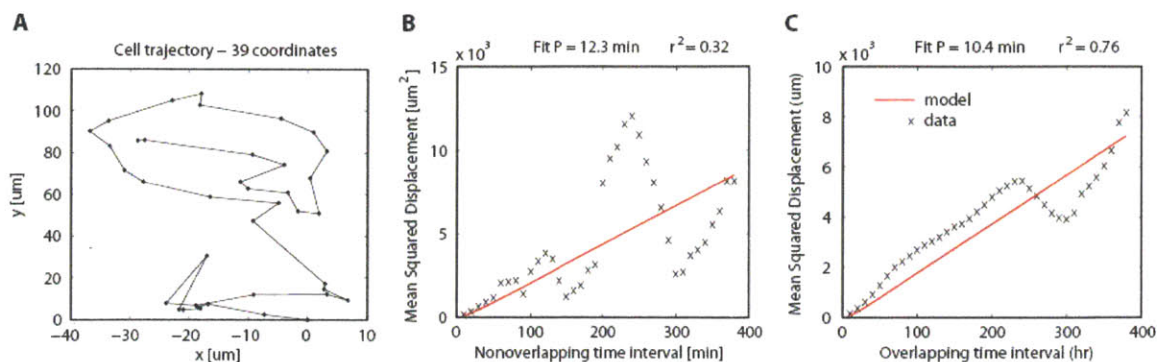 A
Cell trajectory – 39 coordinates
120
100
80
60
40
20
0
y [um]
−40
−30
−20
−10
0
10
x [um]
B
x 10³
Fit P = 12.3 min
r² = 0.32
15
10
5
0
Mean Squared Displacement [um²]
0
100
200
300
400
Nonoverlapping time interval [min]
C
x 10³
Fit P = 10.4 min
r² = 0.76
10
8
6
4
2
0
Mean Squared Displacement (um)
model
data
0
100
200
300
400
Overlapping time interval (hr)